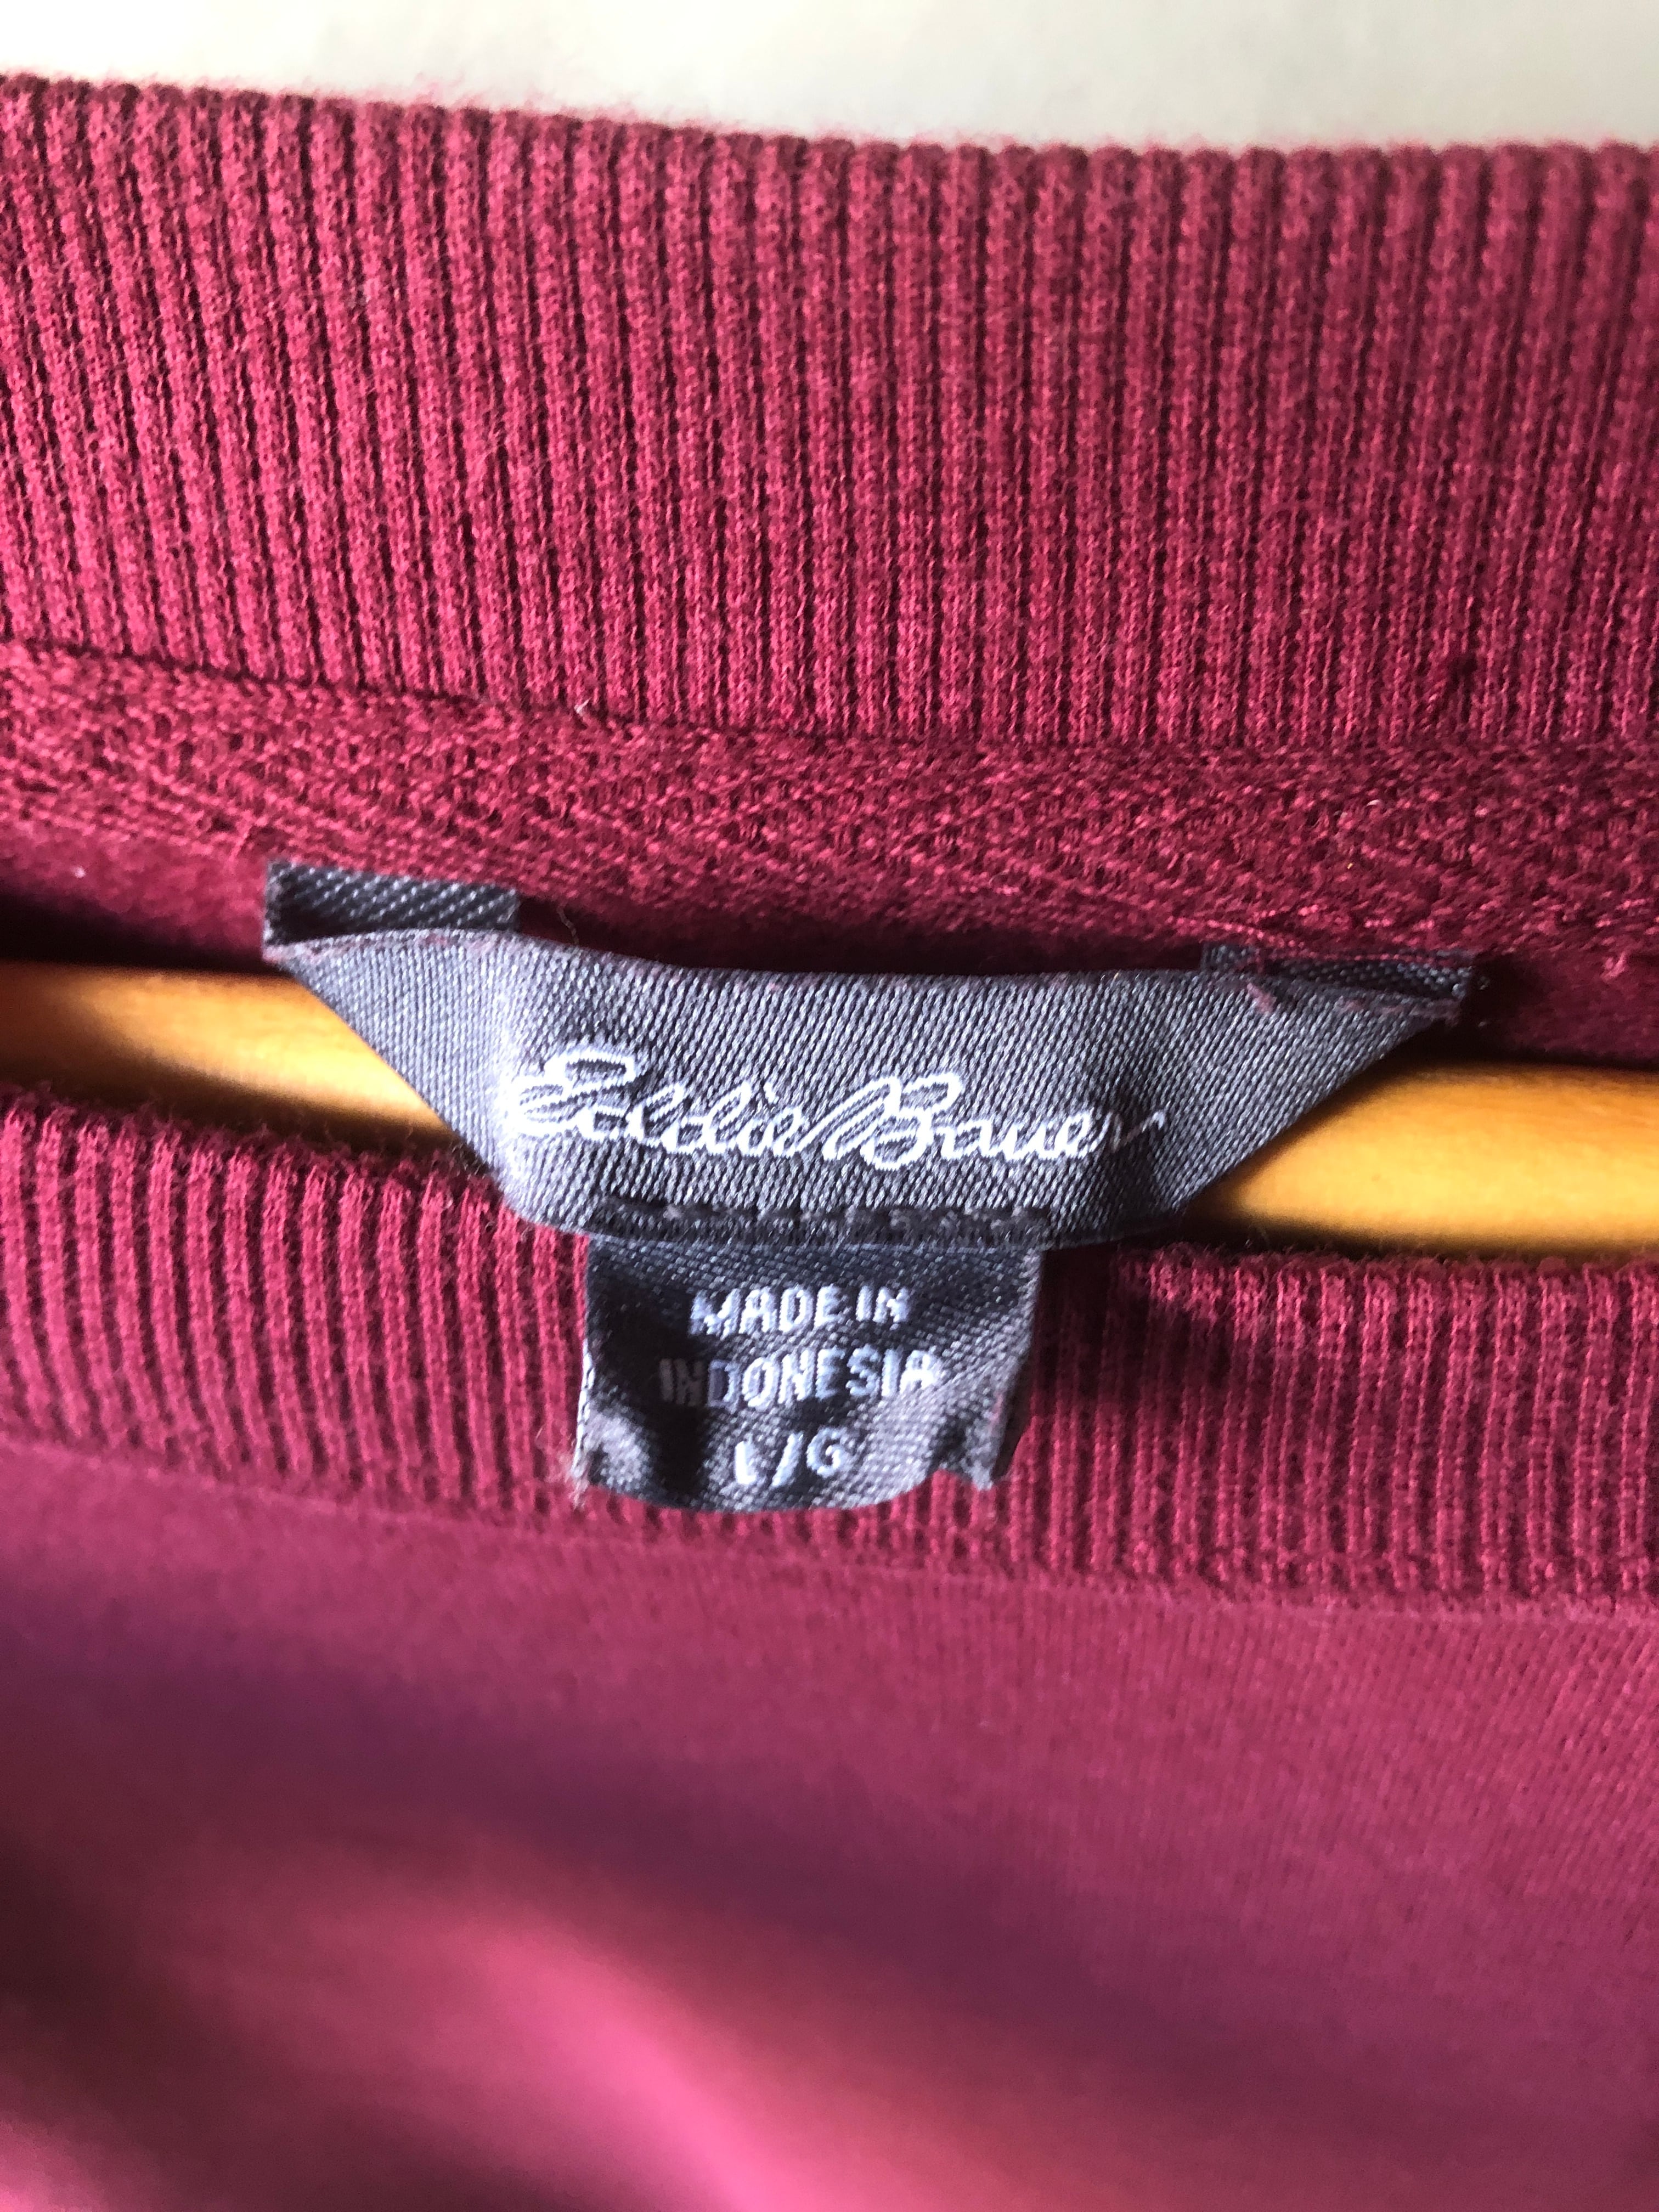 Eddie Bauer
MADE IN
INDONESIA
L/G